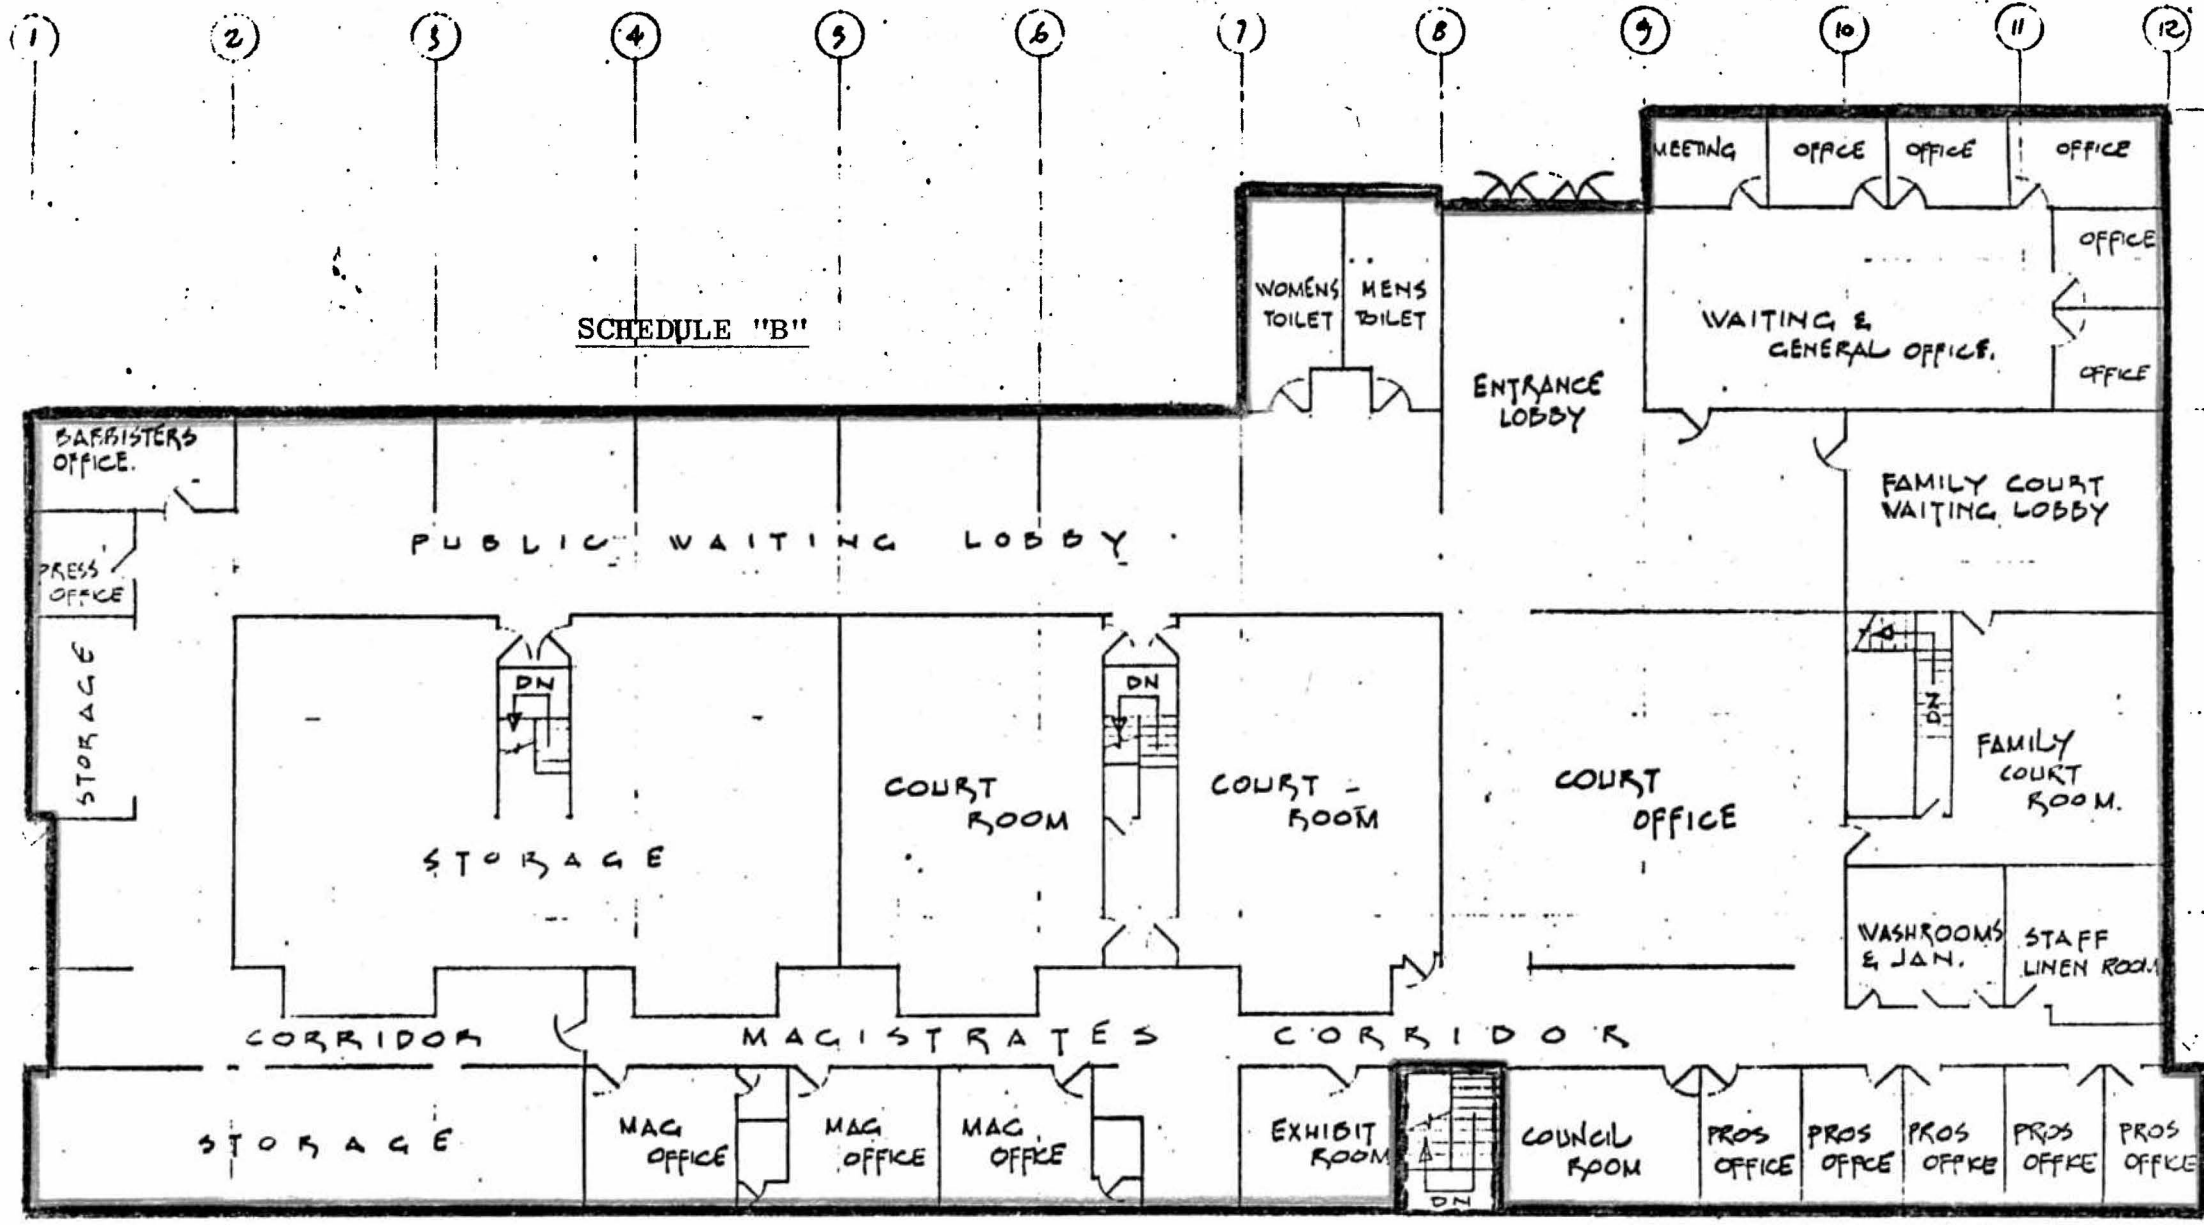 1 2 3 4 5 6 7 8 9 10 11 12
MEETING
OFFICE
OFFICE
OFFICE
OFFICE
OFFICE
WAITING &
GENERAL OFFICE.
WOMENS
TOILET
MENS
TOILET
SCHEDULE "B"
ENTRANCE
LOBBY
BARRISTERS
OFFICE.
FAMILY COURT
WAITING LOBBY
PUBLIC WAITING LOBBY
PRESS
OFFICE
STORAGE
DN
DN
DN
COURT
ROOM
COURT
ROOM
COURT
OFFICE
FAMILY
COURT
ROOM.
STORAGE
WASHROOMS
& JAN.
STAFF
LINEN ROOM
CORRIDOR
MAGISTRATES CORRIDOR
STORAGE
MAG
OFFICE
MAG
OFFICE
MAG.
OFFICE
EXHIBIT
ROOM
DN
COUNCIL
ROOM
PROS
OFFICE
PROS
OFFICE
PROS
OFFICE
PROS
OFFICE
PROS
OFFICE